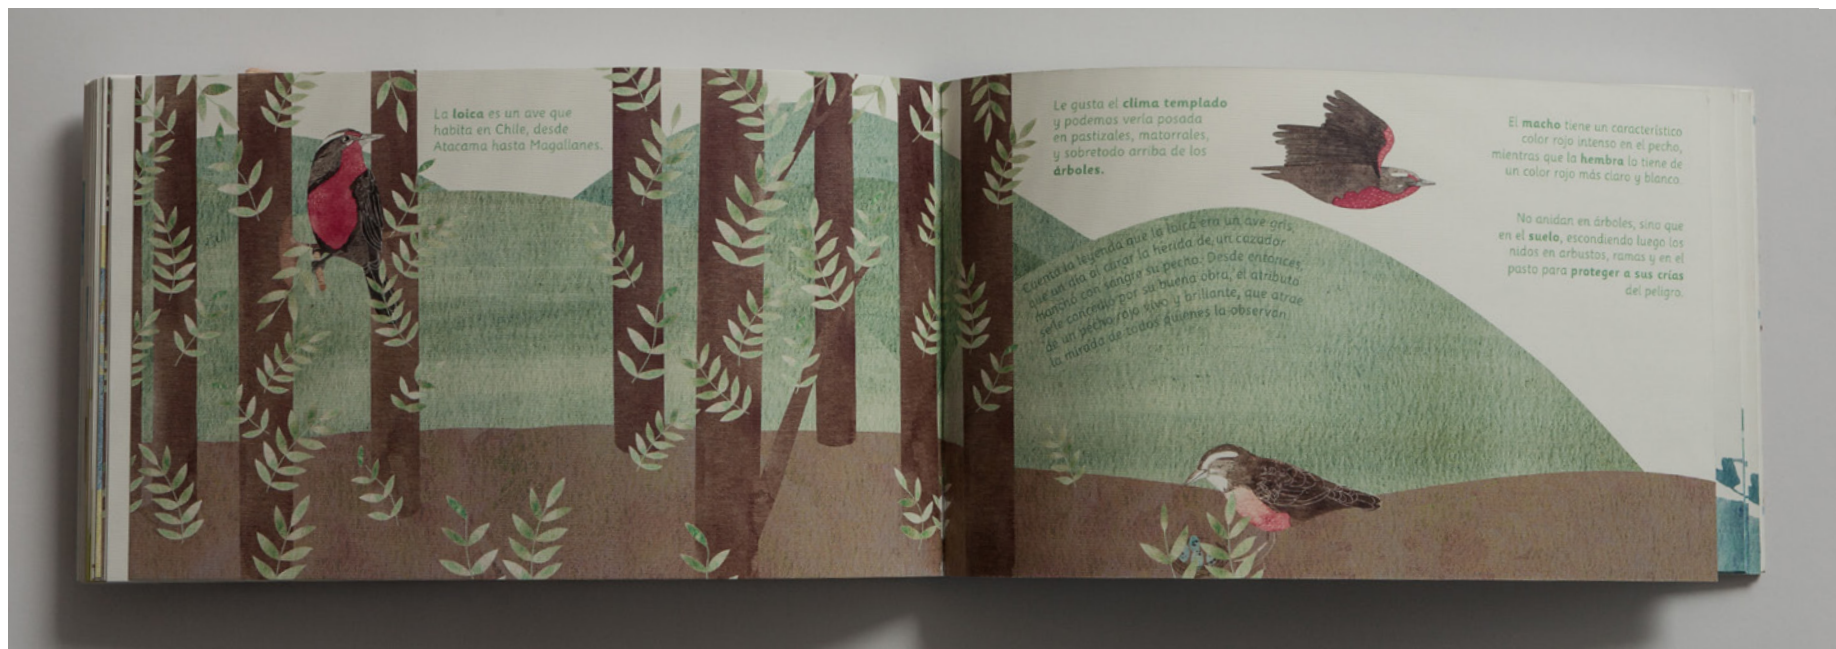 La loica es un ave que
habita en Chile, desde
Atacama hasta Magallanes.
Le gusta el clima templado
y podemos verla posada
en pastizales, matorrales,
y sobretodo arriba de los
árboles.
Cuenta la leyenda que la loica era un ave gris,
que un día al curar la herida de un cazador
manchó con sangre su pecho. Desde entonces,
se le concedió por su buena obra, el atributo
de un pecho rojo vivo y brillante, que atrae
la mirada de todos quienes la observan.
El macho tiene un característico
color rojo intenso en el pecho,
mientras que la hembra lo tiene de
un color rojo más claro y blanco.
No anidan en árboles, sino que
en el suelo, escondiendo luego los
nidos en arbustos, ramas y en el
pasto para proteger a sus crías
del peligro.